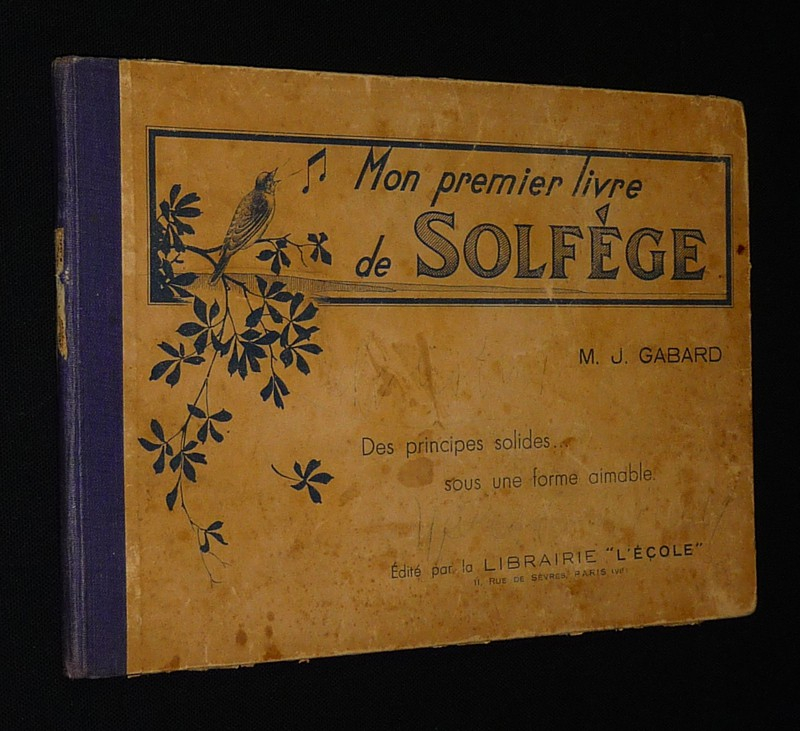 Mon premier livre
de SOLFÉGE
M. J. GABARD
Des principes solides...
sous une forme aimable.
Édité par la LIBRAIRIE "L'ÉCOLE"
11, RUE DE SÈVRES, PARIS (VIe)